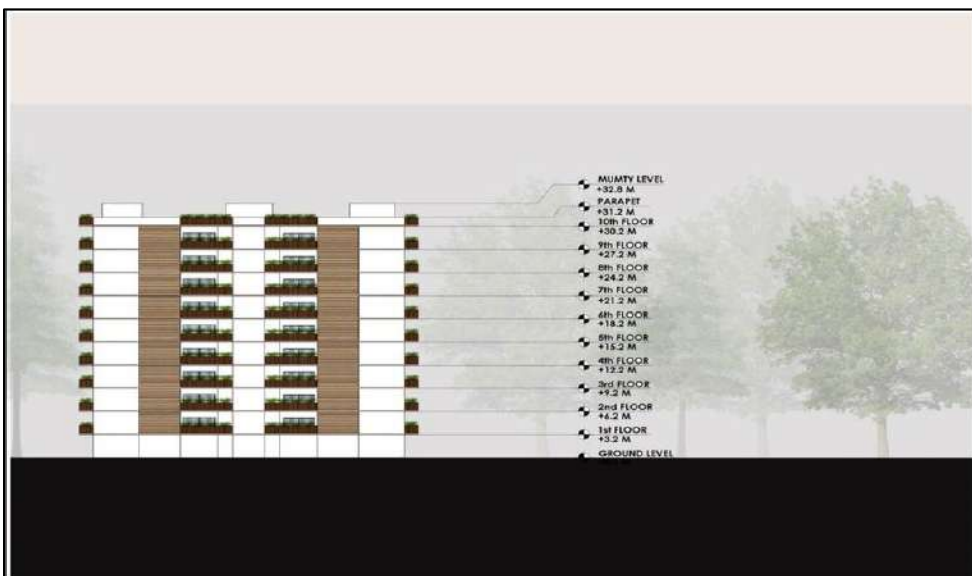 MUMTY LEVEL
+32.8 M
PARAPET
+31.2 M
10th FLOOR
+30.2 M
9th FLOOR
+27.2 M
8th FLOOR
+24.2 M
7th FLOOR
+21.2 M
6th FLOOR
+18.2 M
5th FLOOR
+15.2 M
4th FLOOR
+12.2 M
3rd FLOOR
+9.2 M
2nd FLOOR
+6.2 M
1st FLOOR
+3.2 M
GROUND LEVEL